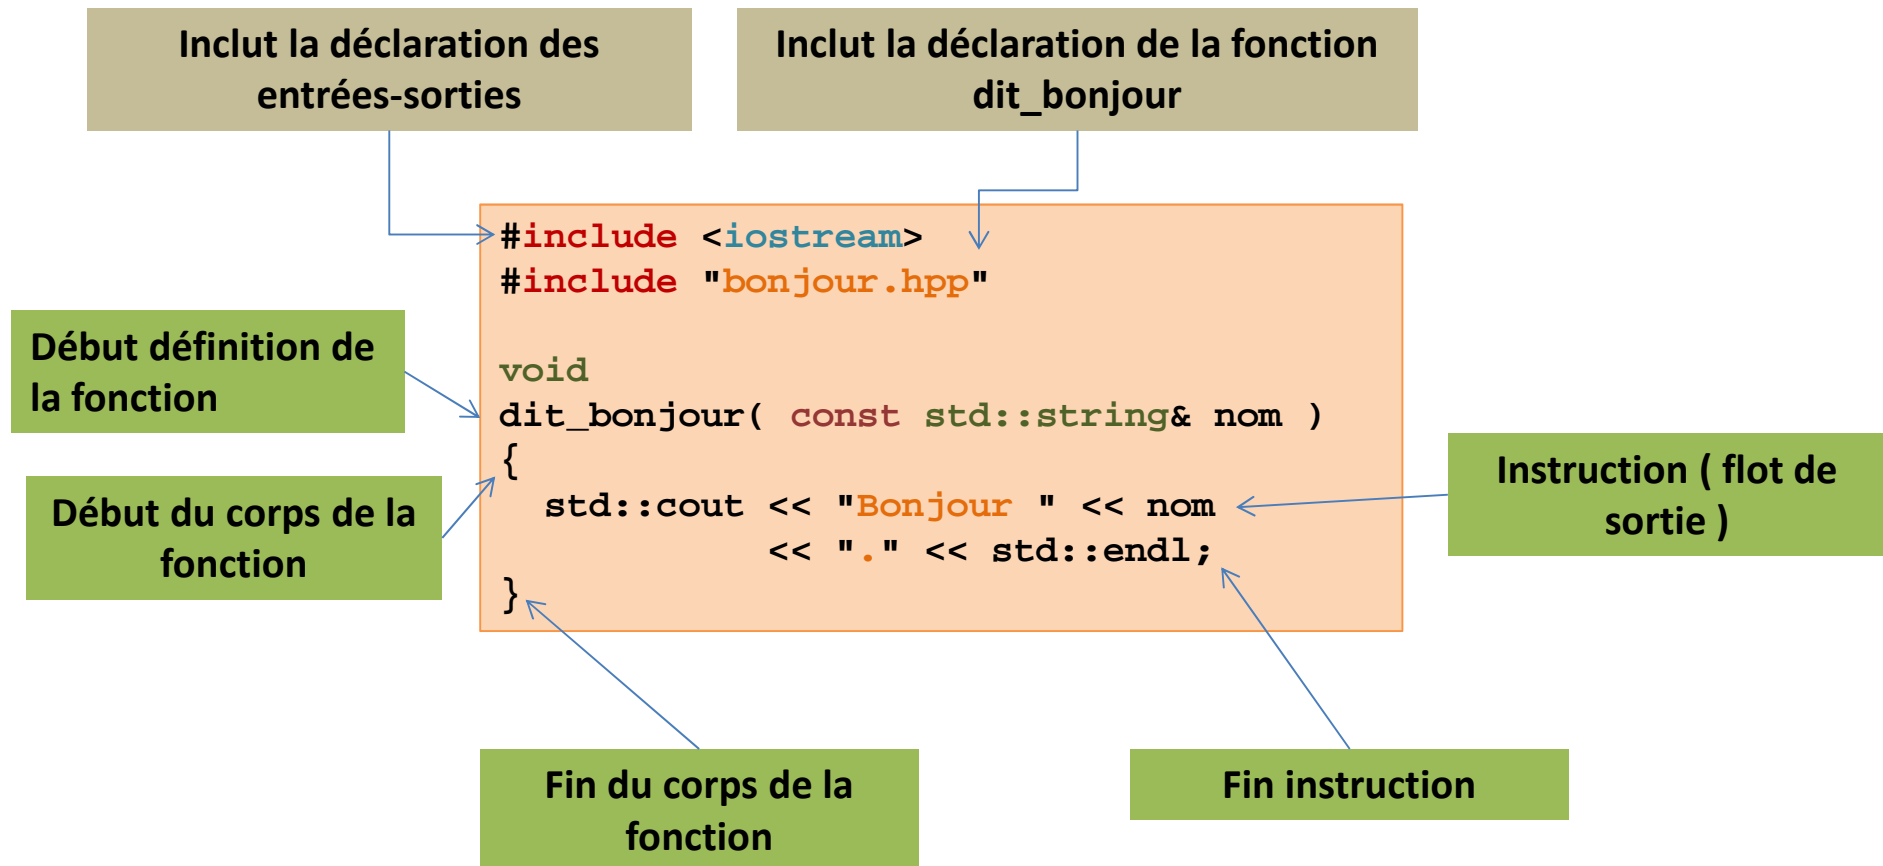 Inclut la déclaration des
entrées-sorties
Inclut la déclaration de la fonction
dit_bonjour
#include <iostream>
#include "bonjour.hpp"
void
dit_bonjour( const std::string& nom )
{
std::cout << "Bonjour " << nom
<< "." << std::endl;
}
Début définition de
la fonction
Début du corps de la
fonction
Instruction ( flot de
sortie )
Fin du corps de la
fonction
Fin instruction